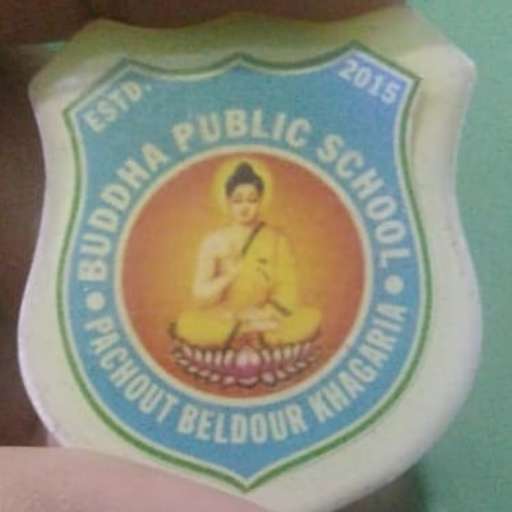 ESTD. 2015
BUDDHA PUBLIC SCHOOL
PACHOUT BELDOUR KHAGARIA